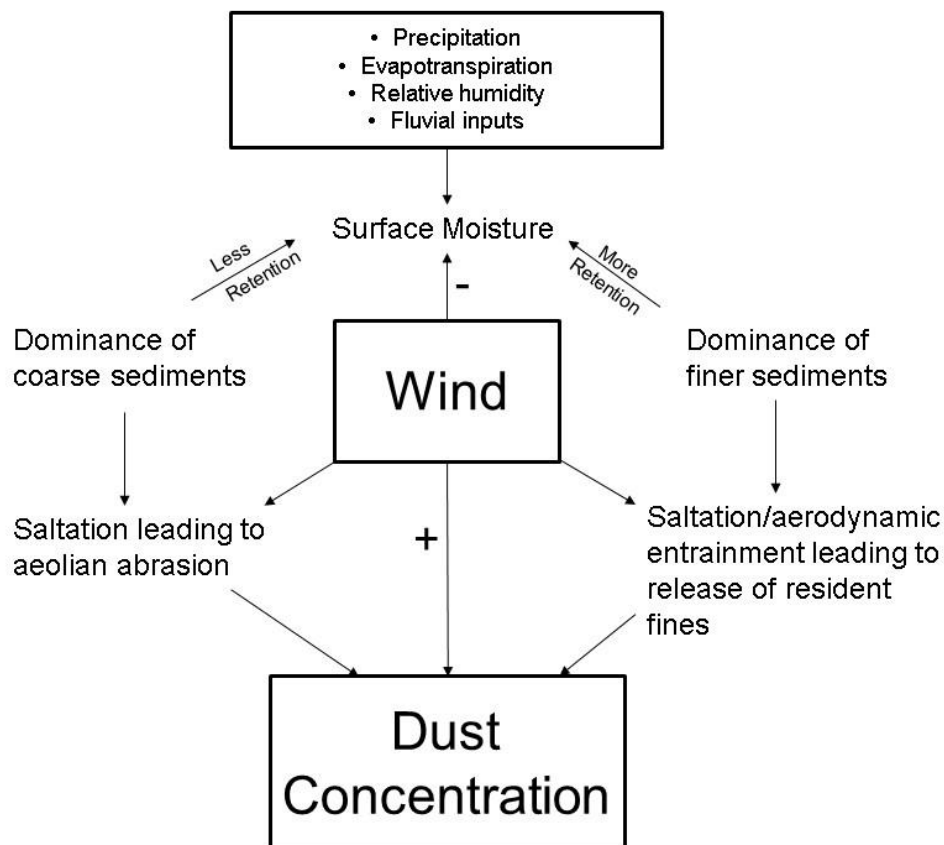 • Precipitation
• Evapotranspiration
• Relative humidity
• Fluvial inputs
Surface Moisture
Less
Retention
More
Retention
-
Dominance of
coarse sediments
Wind
Dominance of
finer sediments
Saltation leading to
aeolian abrasion
+
Saltation/aerodynamic
entrainment leading to
release of resident
fines
Dust
Concentration